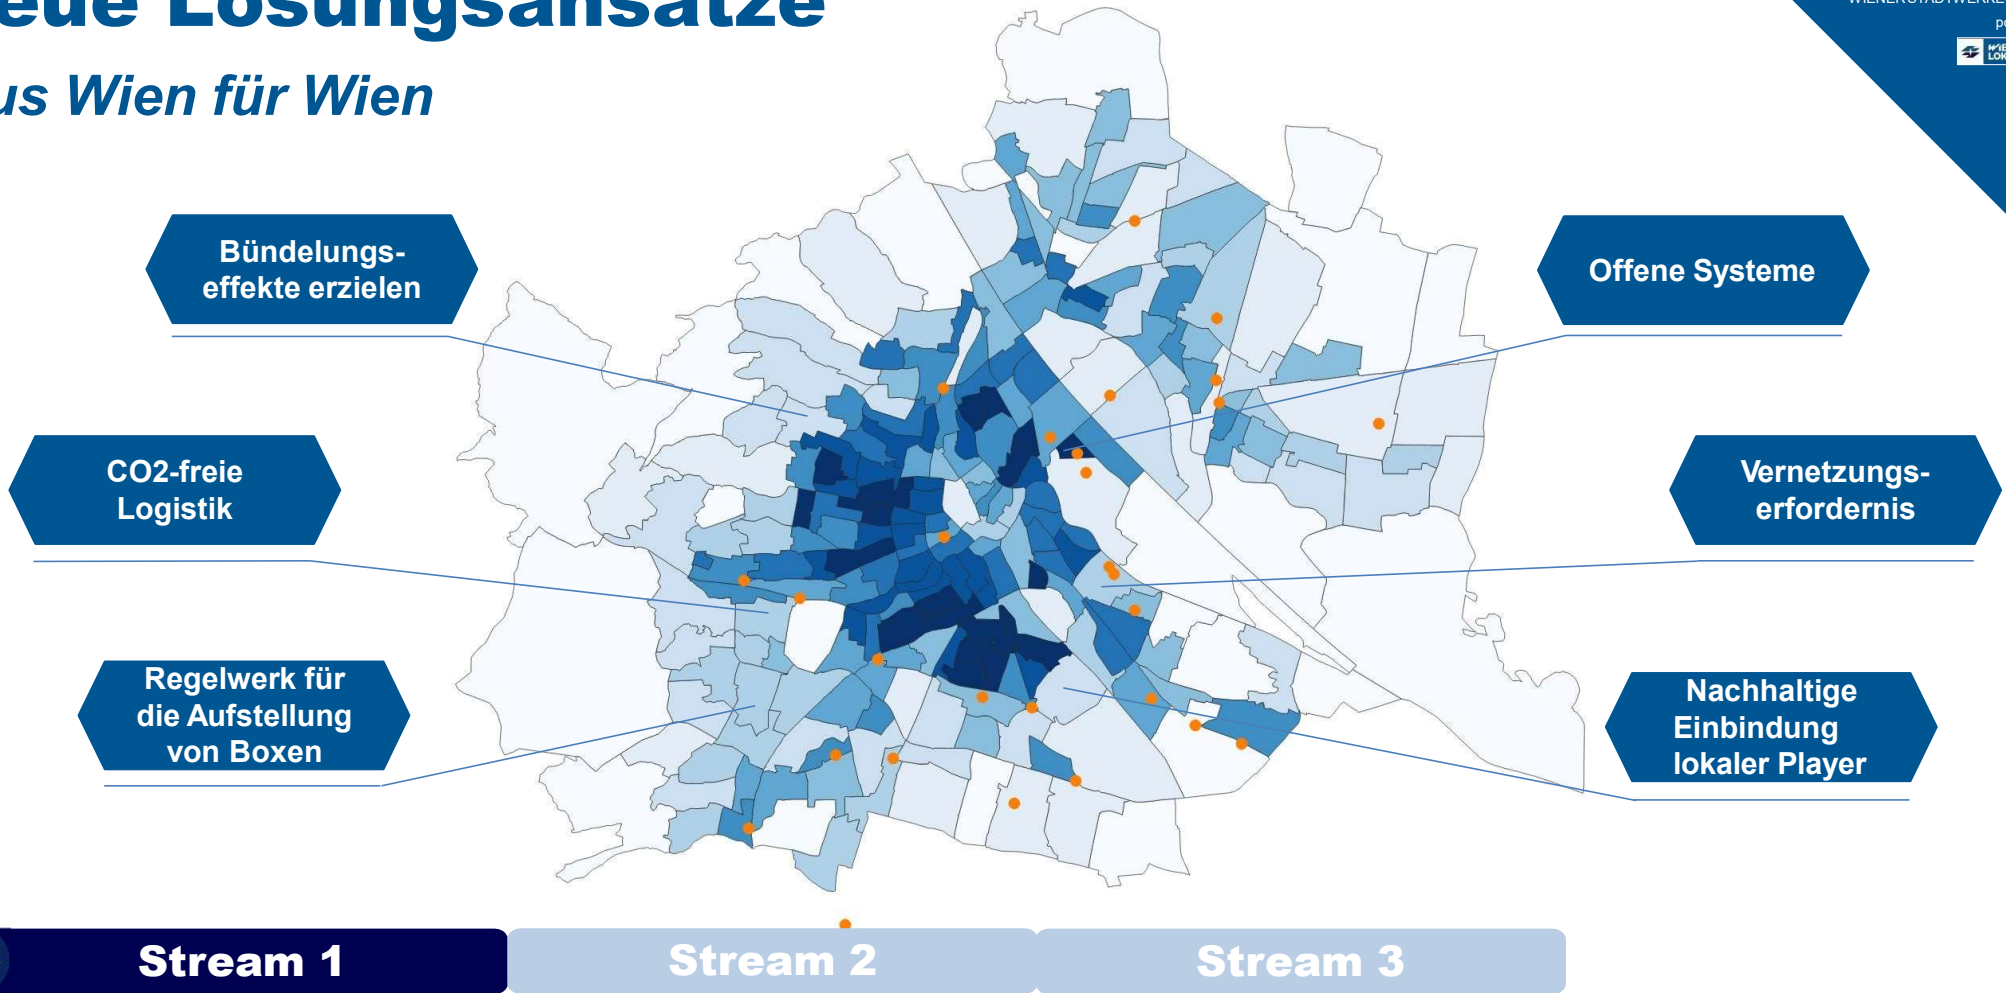 eue Lösungsansätze
us Wien für Wien
Bündelungs-
effekte erzielen
Offene Systeme
CO2-freie
Logistik
Vernetzungs-
erfordernis
Regelwerk für
die Aufstellung
von Boxen
Nachhaltige
Einbindung
lokaler Player
Stream 1
Stream 2
Stream 3